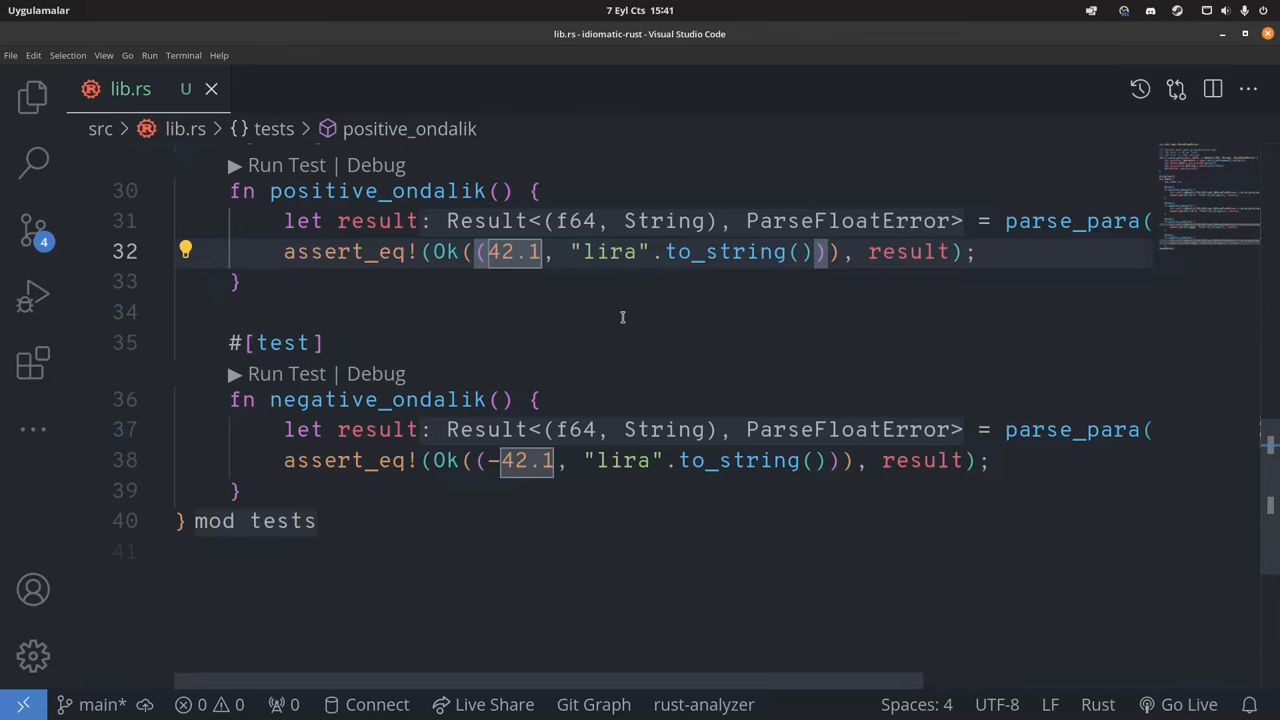 Uygulamalar
7 Eyl Cts 15:41
lib.rs - idiomatic-rust - Visual Studio Code
File Edit Selection View Go Run Terminal Help
lib.rs U
src > lib.rs > {} tests > positive_ondalik
▶ Run Test | Debug
30 fn positive_ondalik() {
31 let result: Result<(f64, String), ParseFloatError> = parse_para(
32 assert_eq!(Ok((42.1, "lira".to_string())), result);
33 }
34
35 #[test]
▶ Run Test | Debug
36 fn negative_ondalik() {
37 let result: Result<(f64, String), ParseFloatError> = parse_para(
38 assert_eq!(Ok((-42.1, "lira".to_string())), result);
39 }
40 } mod tests
41
4
main* 0 0 0 Connect Live Share Git Graph rust-analyzer Spaces: 4 UTF-8 LF Rust Go Live